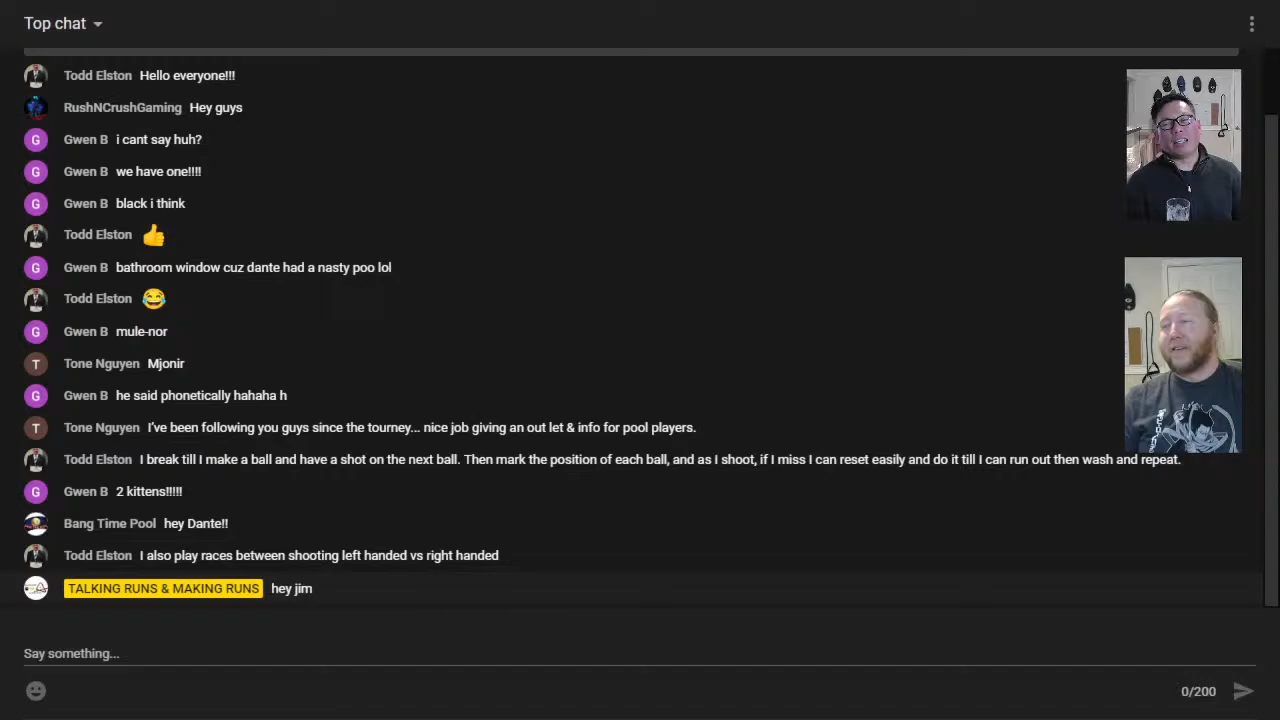 Top chat
Todd Elston Hello everyone!!!
RushNCrushGaming Hey guys
G Gwen B i cant say huh?
G Gwen B we have one!!!!
G Gwen B black i think
Todd Elston 👍
G Gwen B bathroom window cuz dante had a nasty poo lol
Todd Elston 😂
G Gwen B mule-nor
T Tone Nguyen Mjonir
G Gwen B he said phonetically hahaha h
T Tone Nguyen I've been following you guys since the tourney... nice job giving an out let & info for pool players.
Todd Elston I break till I make a ball and have a shot on the next ball. Then mark the position of each ball, and as I shoot, if I miss I can reset easily and do it till I can run out then wash and repeat.
G Gwen B 2 kittens!!!!!
Bang Time Pool hey Dante!!
Todd Elston I also play races between shooting left handed vs right handed
TALKING RUNS & MAKING RUNS hey jim
Say something...
0/200